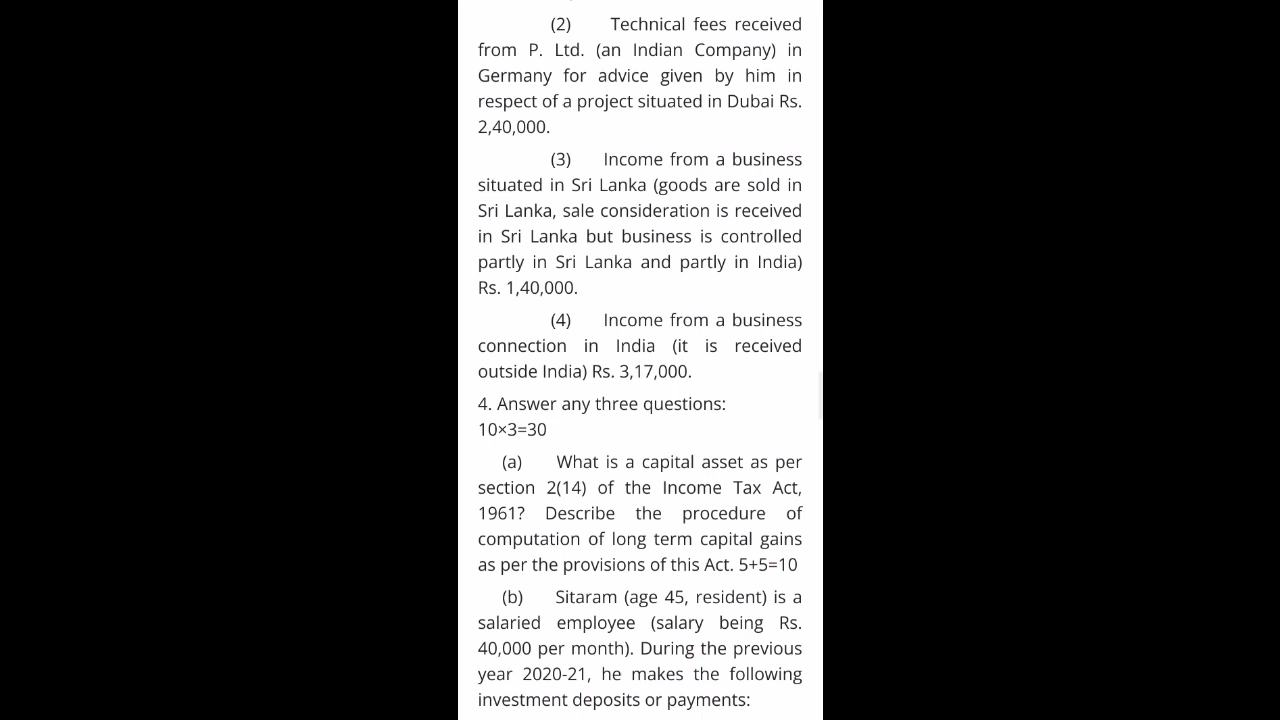 (2) Technical fees received
from P. Ltd. (an Indian Company) in
Germany for advice given by him in
respect of a project situated in Dubai Rs.
2,40,000.
(3) Income from a business
situated in Sri Lanka (goods are sold in
Sri Lanka, sale consideration is received
in Sri Lanka but business is controlled
partly in Sri Lanka and partly in India)
Rs. 1,40,000.
(4) Income from a business
connection in India (it is received
outside India) Rs. 3,17,000.
4. Answer any three questions:
10×3=30
(a) What is a capital asset as per
section 2(14) of the Income Tax Act,
1961? Describe the procedure of
computation of long term capital gains
as per the provisions of this Act. 5+5=10
(b) Sitaram (age 45, resident) is a
salaried employee (salary being Rs.
40,000 per month). During the previous
year 2020-21, he makes the following
investment deposits or payments: